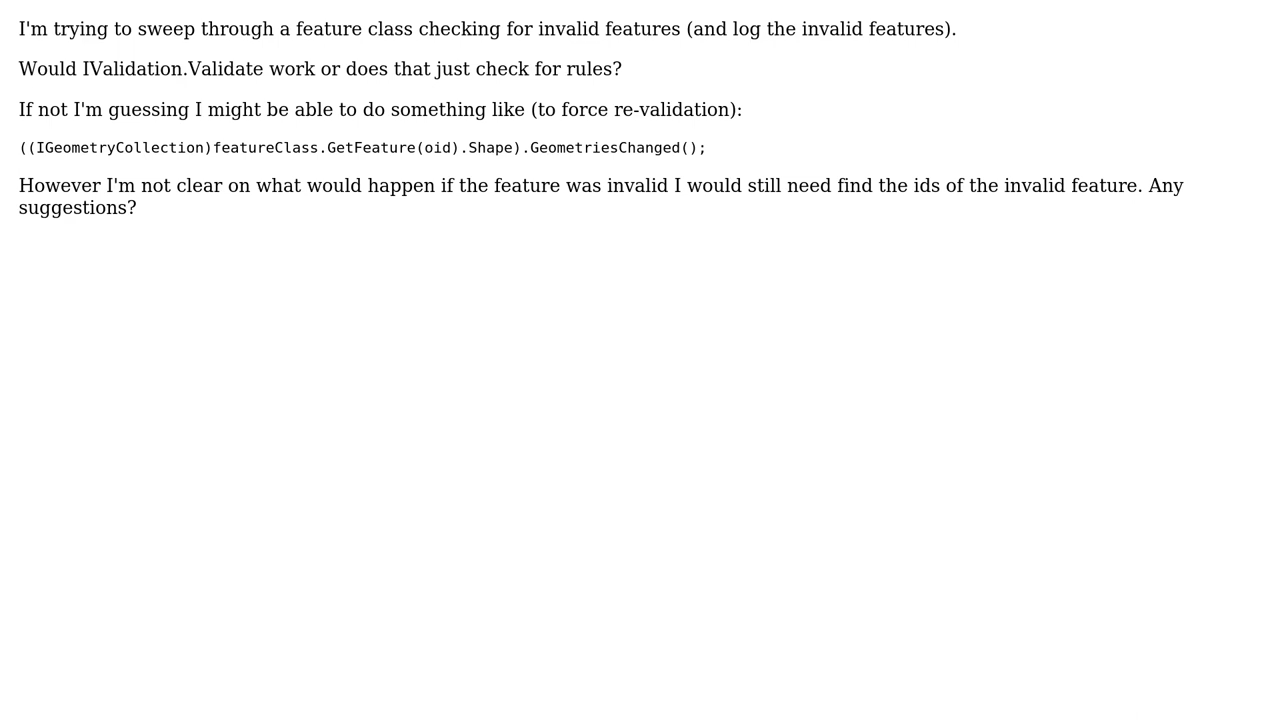 I'm trying to sweep through a feature class checking for invalid features (and log the invalid features).
Would IValidation.Validate work or does that just check for rules?
If not I'm guessing I might be able to do something like (to force re-validation):
((IGeometryCollection)featureClass.GetFeature(oid).Shape).GeometriesChanged();
However I'm not clear on what would happen if the feature was invalid I would still need find the ids of the invalid feature. Any
suggestions?